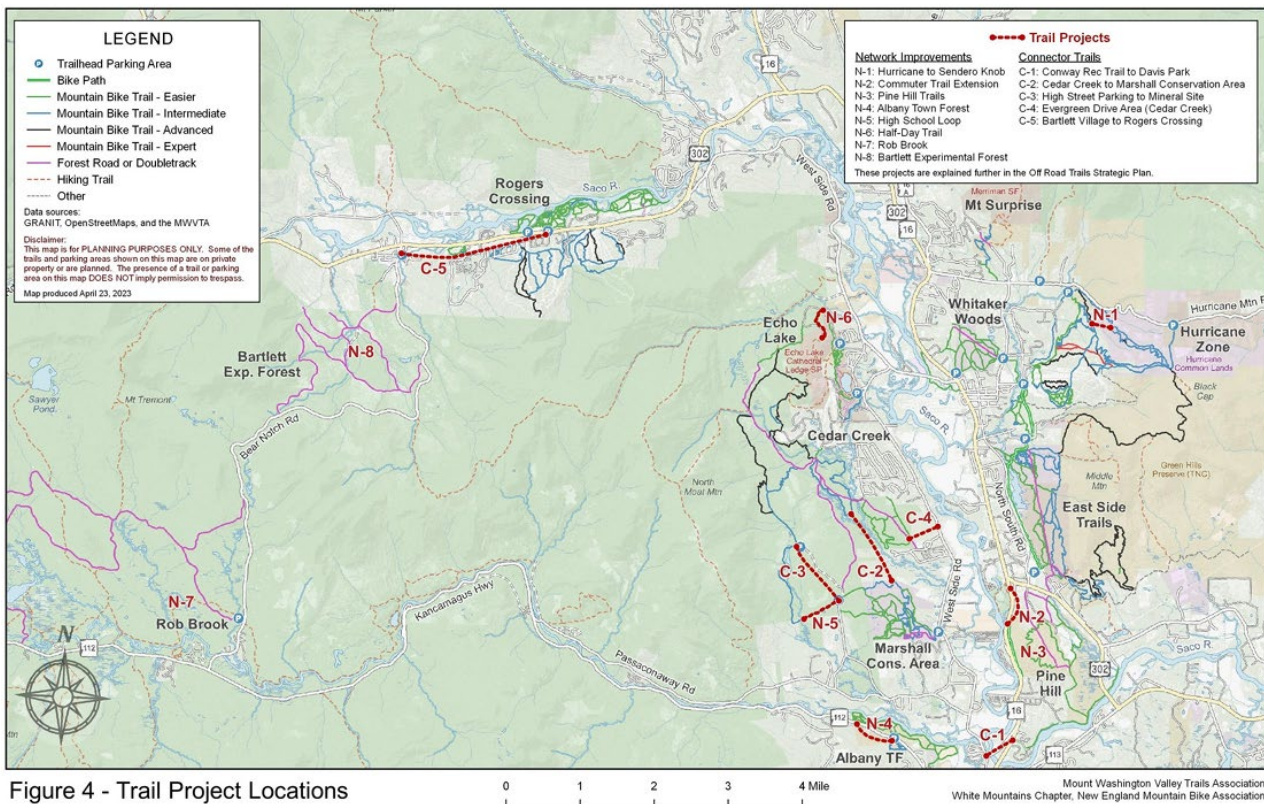 LEGEND
Trailhead Parking Area
Bike Path
Mountain Bike Trail - Easier
Mountain Bike Trail - Intermediate
Mountain Bike Trail - Advanced
Mountain Bike Trail - Expert
Forest Road or Doubletrack
Hiking Trail
Other
Data sources:
GRANIT, OpenStreetMaps, and the MWVTA
Disclaimer:
This map is for PLANNING PURPOSES ONLY. Some of the
trails and parking areas shown on this map are on private
property or are planned. The presence of a trail or parking
area on this map DOES NOT imply permission to trespass.
Map produced April 23, 2023
Trail Projects
Network Improvements
N-1: Hurricane to Sendero Knob
N-2: Commuter Trail Extension
N-3: Pine Hill Trails
N-4: Albany Town Forest
N-5: High School Loop
N-6: Half-Day Trail
N-7: Rob Brook
N-8: Bartlett Experimental Forest
Connector Trails
C-1: Conway Rec Trail to Davis Park
C-2: Cedar Creek to Marshall Conservation Area
C-3: High Street Parking to Mineral Site
C-4: Evergreen Drive Area (Cedar Creek)
C-5: Bartlett Village to Rogers Crossing
These projects are explained further in the Off Road Trails Strategic Plan.
16
302
West Side Rd
Rogers
Crossing
Saco R.
C-5
16
A
302
Merriman SF
Mt Surprise
Hurricane Mtn R
N-1
Hurricane
Zone
Hurricane
Common Lands
Whitaker
Woods
Echo
Lake
N-6
Echo Lake
Cathedral
Ledge SP
Bartlett
Exp. Forest
N-8
Sawyer
Pond
Mt Tremont
Bear Notch Rd
Black
Cap
Saco R.
Cedar Creek
North
Moat Mtn
North South Rd
Middle
Mtn
Green Hills
Preserve (TNC)
East Side
Trails
C-4
C-3
C-2
West Side Rd
N-7
Rob Brook
Kancamagus Hwy
N-5
N-2
N-3
Pine
Hill
Marshall
Cons. Area
Passaconaway Rd
N
112
Saco R.
302
16
112
N-4
Albany TF
C-1
113
Figure 4 - Trail Project Locations
0 1 2 3 4 Mile
Mount Washington Valley Trails Association
White Mountains Chapter, New England Mountain Bike Association